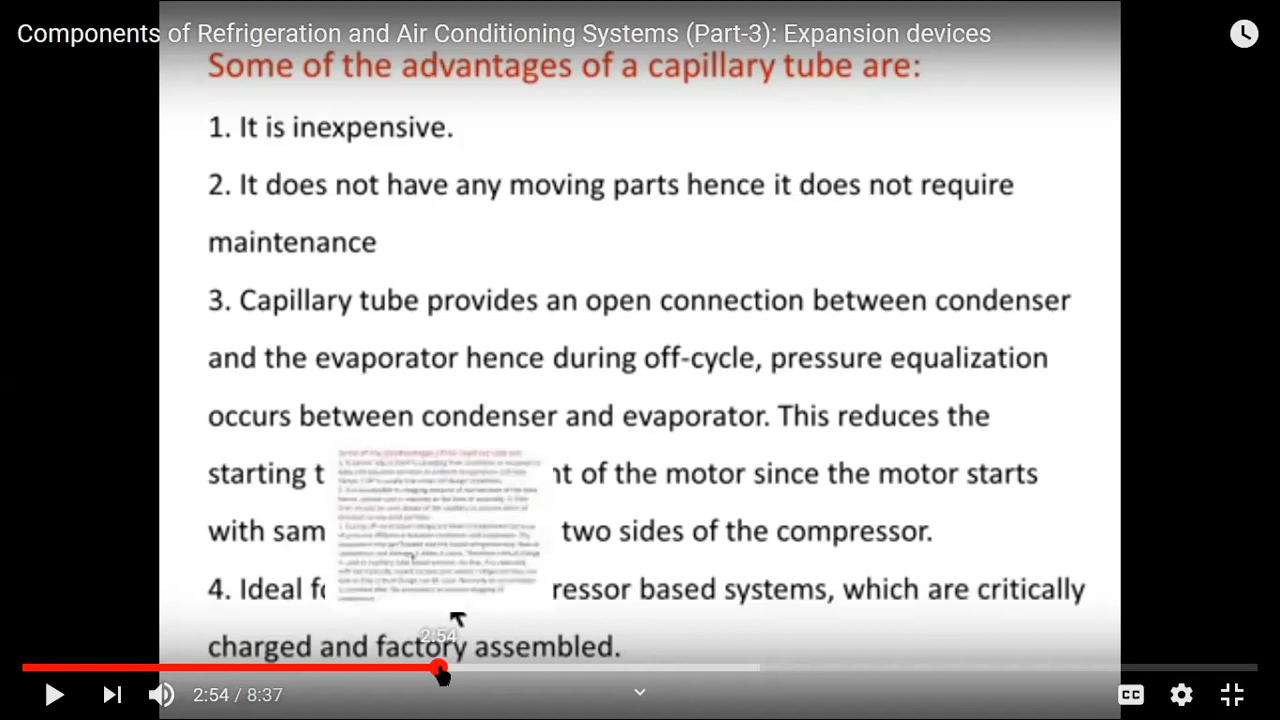 Components of Refrigeration and Air Conditioning Systems (Part-3): Expansion devices
Some of the advantages of a capillary tube are:
1. It is inexpensive.
2. It does not have any moving parts hence it does not require
maintenance
3. Capillary tube provides an open connection between condenser
and the evaporator hence during off-cycle, pressure equalization
occurs between condenser and evaporator. This reduces the
starting of the motor since the motor starts
with two sides of the compressor.
4. Ideal based systems, which are critically
charged and factory assembled.
2:54
2:54 / 8:37
CC